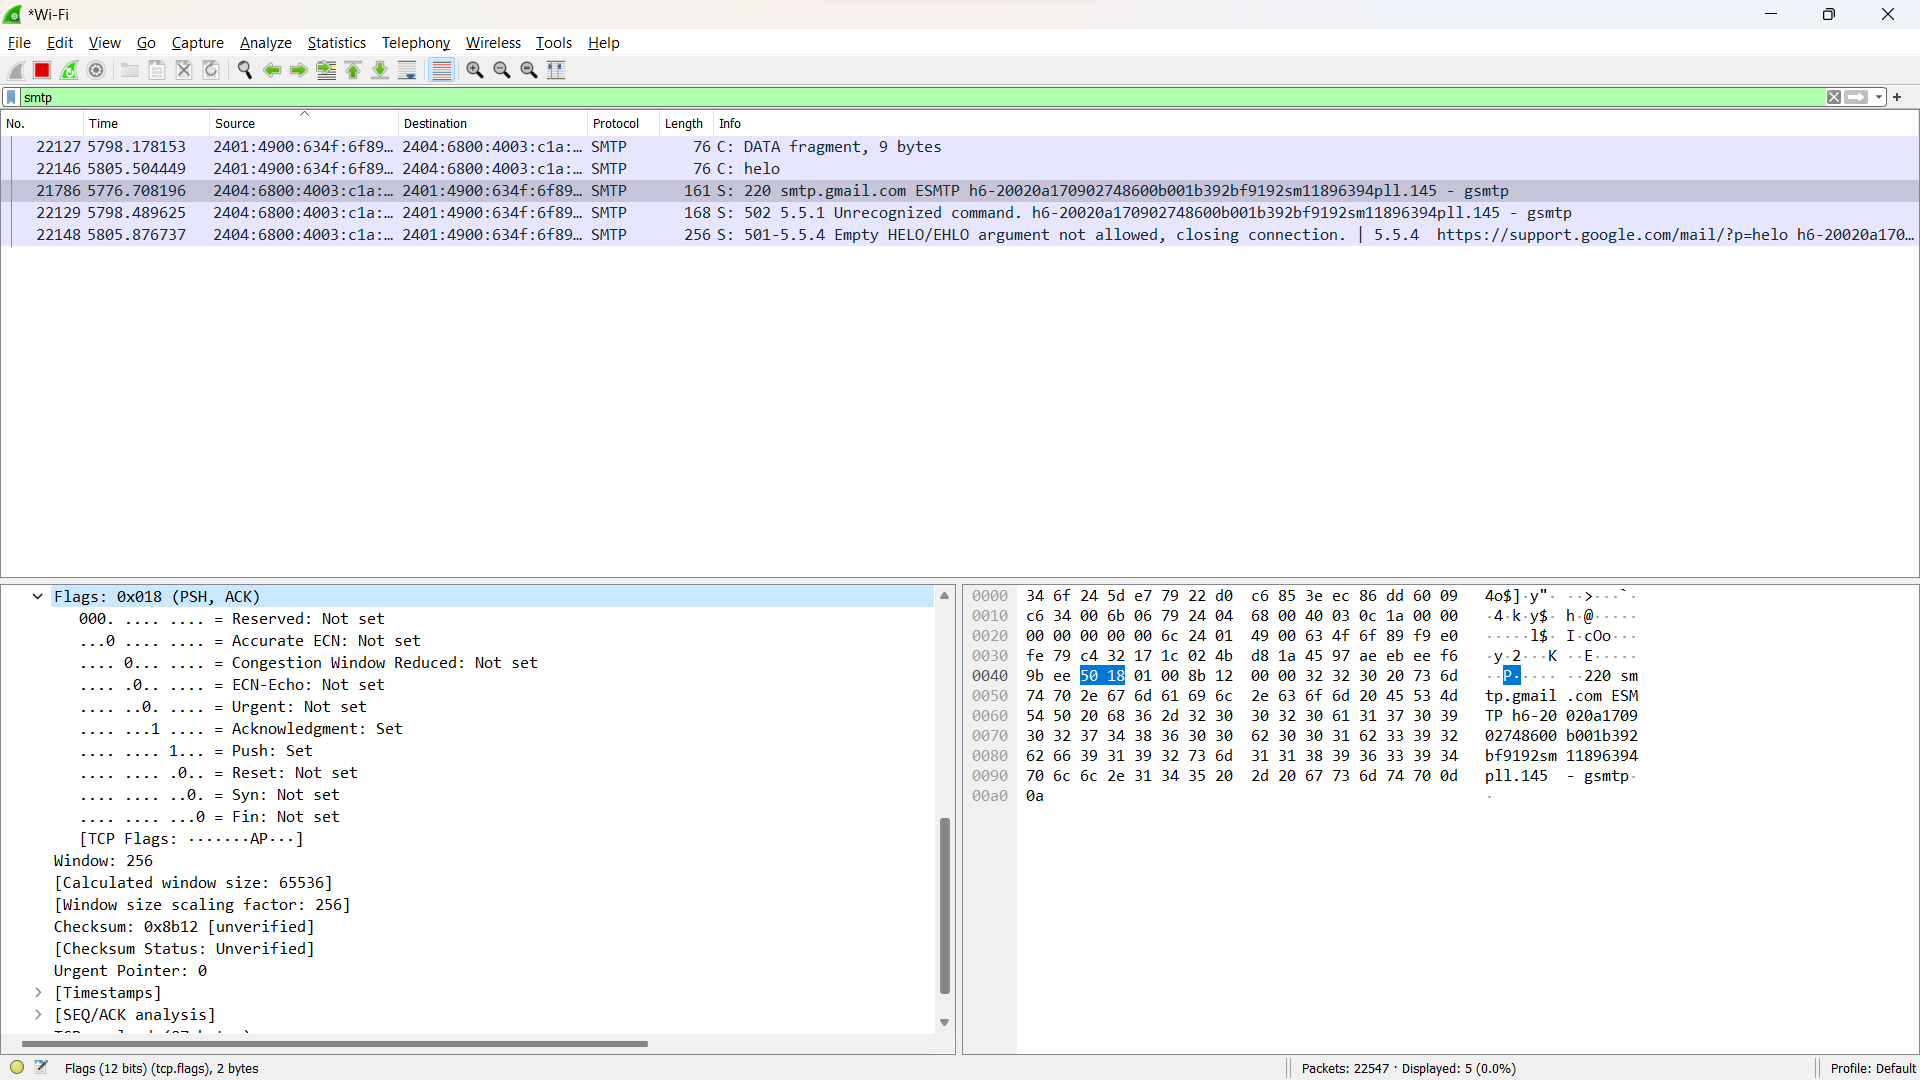 *Wi-Fi
File Edit View Go Capture Analyze Statistics Telephony Wireless Tools Help
smtp
No. Time Source Destination Protocol Length Info
22127 5798.178153 2401:4900:634f:6f89… 2404:6800:4003:c1a:… SMTP 76 C: DATA fragment, 9 bytes
22146 5805.504449 2401:4900:634f:6f89… 2404:6800:4003:c1a:… SMTP 76 C: helo
21786 5776.708196 2404:6800:4003:c1a:… 2401:4900:634f:6f89… SMTP 161 S: 220 smtp.gmail.com ESMTP h6-20020a170902748600b001b392bf9192sm11896394pll.145 - gsmtp
22129 5798.489625 2404:6800:4003:c1a:… 2401:4900:634f:6f89… SMTP 168 S: 502 5.5.1 Unrecognized command. h6-20020a170902748600b001b392bf9192sm11896394pll.145 - gsmtp
22148 5805.876737 2404:6800:4003:c1a:… 2401:4900:634f:6f89… SMTP 256 S: 501-5.5.4 Empty HELO/EHLO argument not allowed, closing connection. | 5.5.4 https://support.google.com/mail/?p=helo h6-20020a170…
Flags: 0x018 (PSH, ACK)
000. .... .... = Reserved: Not set
...0 .... .... = Accurate ECN: Not set
.... 0... .... = Congestion Window Reduced: Not set
.... .0.. .... = ECN-Echo: Not set
.... ..0. .... = Urgent: Not set
.... ...1 .... = Acknowledgment: Set
.... .... 1... = Push: Set
.... .... .0.. = Reset: Not set
.... .... ..0. = Syn: Not set
.... .... ...0 = Fin: Not set
[TCP Flags: ·······AP···]
Window: 256
[Calculated window size: 65536]
[Window size scaling factor: 256]
Checksum: 0x8b12 [unverified]
[Checksum Status: Unverified]
Urgent Pointer: 0
[Timestamps]
[SEQ/ACK analysis]
0000 34 6f 24 5d e7 79 22 d0 c6 85 3e ec 86 dd 60 09 4o$]·y"· ··>···`·
0010 c6 34 00 6b 06 79 24 04 68 00 40 03 0c 1a 00 00 ·4·k·y$· h·@·····
0020 00 00 00 00 00 6c 24 01 49 00 63 4f 6f 89 f9 e0 ·····l$· I·cOo···
0030 fe 79 c4 32 17 1c 02 4b d8 1a 45 97 ae eb ee f6 ·y·2···K ··E·····
0040 9b ee 50 18 01 00 8b 12 00 00 32 32 30 20 73 6d ··P····· ··220 sm
0050 74 70 2e 67 6d 61 69 6c 2e 63 6f 6d 20 45 53 4d tp.gmail .com ESM
0060 54 50 20 68 36 2d 32 30 30 32 30 61 31 37 30 39 TP h6-20 020a1709
0070 30 32 37 34 38 36 30 30 62 30 30 31 62 33 39 32 02748600 b001b392
0080 62 66 39 31 39 32 73 6d 31 31 38 39 36 33 39 34 bf9192sm 11896394
0090 70 6c 6c 2e 31 34 35 20 2d 20 67 73 6d 74 70 0d pll.145 - gsmtp·
00a0 0a ·
Flags (12 bits) (tcp.flags), 2 bytes
Packets: 22547 · Displayed: 5 (0.0%)
Profile: Default